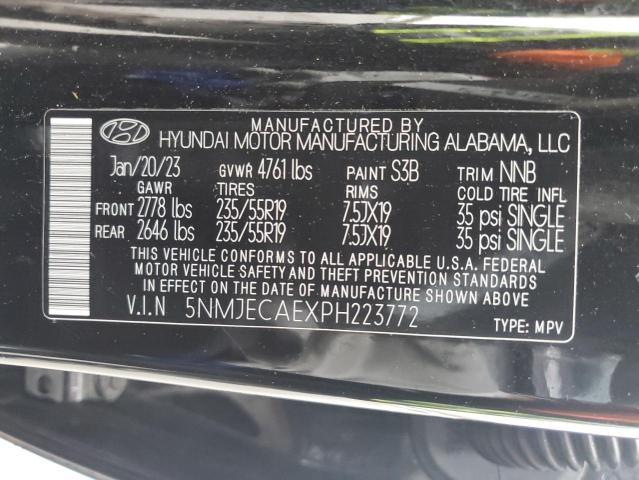 MANUFACTURED BY
HYUNDAI MOTOR MANUFACTURING ALABAMA, LLC
Jan/20/23 GVWR 4761 lbs PAINT S3B TRIM NNB
GAWR TIRES RIMS COLD TIRE INFL
FRONT 2778 lbs 235/55R19 7.5JX19 35 psi SINGLE
REAR 2646 lbs 235/55R19 7.5JX19 35 psi SINGLE
THIS VEHICLE CONFORMS TO ALL APPLICABLE U.S.A. FEDERAL
MOTOR VEHICLE SAFETY AND THEFT PREVENTION STANDARDS
IN EFFECT ON THE DATE OF MANUFACTURE SHOWN ABOVE.
V.I.N 5NMJECAEXPH223772
TYPE: MPV